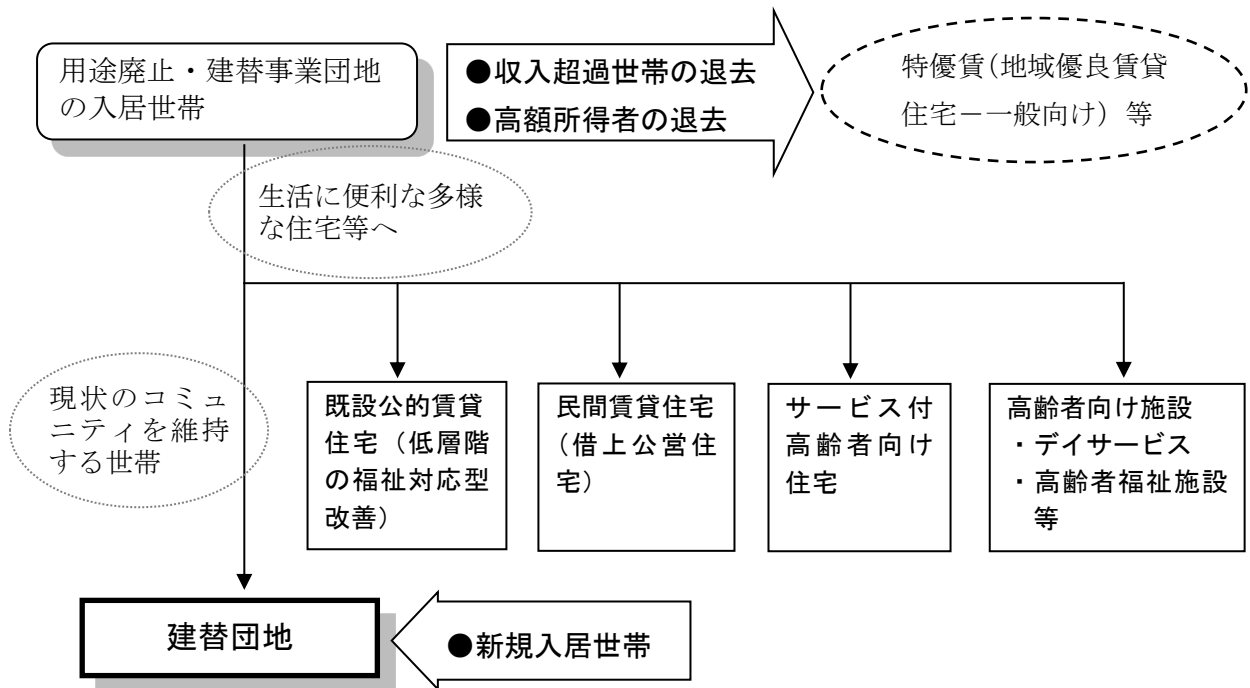 用途廃止・建替事業団地
の入居世帯
●収入超過世帯の退去
●高額所得者の退去
特優賃(地域優良賃貸
住宅－一般向け）等
生活に便利な多様
な住宅等へ
現状のコミュ
ニティを維持
する世帯
既設公的賃貸
住宅（低層階
の福祉対応型
改善）
民間賃貸住宅
（借上公営住
宅）
サービス付
高齢者向け
住宅
高齢者向け施設
・デイサービス
・高齢者福祉施設
等
建替団地
●新規入居世帯